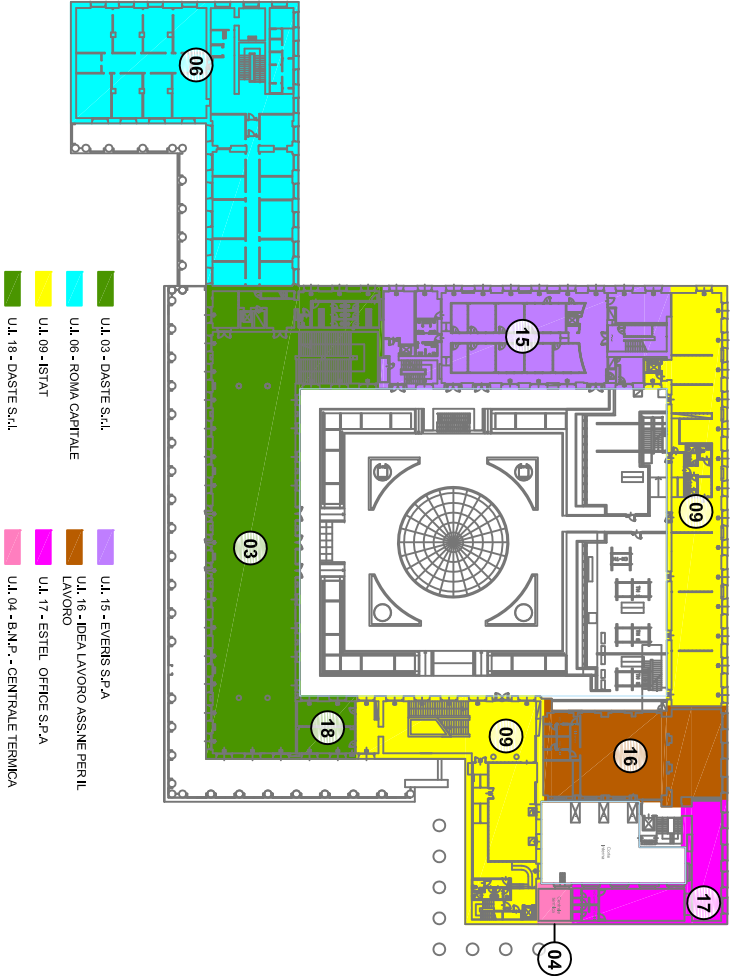 06
15
09
03
18
09
16
17
04
U.I. 03 - DASTE S.r.l.
U.I. 06 - ROMA CAPITALE
U.I. 09 - ISTAT
U.I. 18 - DASTE S.r.l.
U.I. 15 - EVERIS S.P.A
U.I. 16 - IDEA LAVORO ASS.NE PER IL
LAVORO
U.I. 17 - ESTEL OFFICE S.P.A
U.I. 04 - B.N.P. - CENTRALE TERMICA